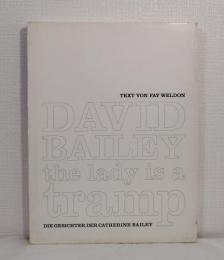 TEXT VON FAY WELDON
DAVID
BAILEY
the lady is a
tramp
DIE GESICHTER DER CATHERINE BAILEY